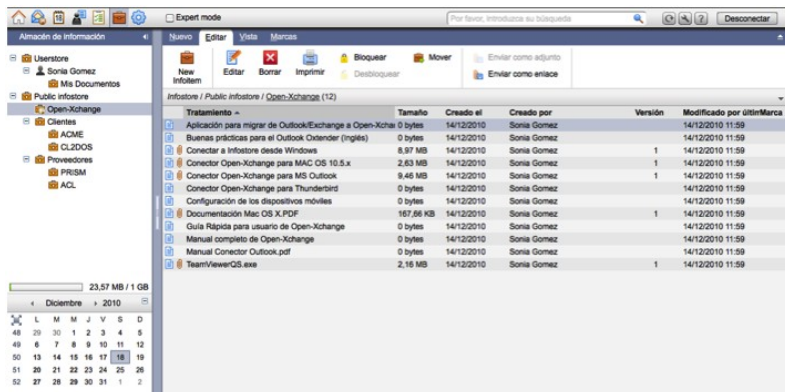 Expert mode
Por favor, introduzca su búsqueda
Desconectar
Almacén de información
Nuevo Editar Vista Marcas
Userstore
Sonia Gomez
Mis Documentos
Public infostore
Open-Xchange
Clientes
ACME
CL2DOS
Proveedores
PRISM
ACL
New Infoitem
Editar
Borrar
Imprimir
Bloquear
Desbloquear
Mover
Enviar como adjunto
Enviar como enlace
Infostore / Public infostore / Open-Xchange (12)
Tratamiento Tamaño Creado el Creado por Versión Modificado por últim Marca
Aplicación para migrar de Outlook/Exchange a Open-Xchan 0 bytes 14/12/2010 Sonia Gomez 14/12/2010 11:59
Buenas prácticas para el Outlook Oxtender (Inglés) 0 bytes 14/12/2010 Sonia Gomez 14/12/2010 11:59
Conectar a Infostore desde Windows 8,97 MB 14/12/2010 Sonia Gomez 1 14/12/2010 11:59
Conector Open-Xchange para MAC OS 10.5.x 2,63 MB 14/12/2010 Sonia Gomez 1 14/12/2010 11:59
Conector Open-Xchange para MS Outlook 9,46 MB 14/12/2010 Sonia Gomez 1 14/12/2010 11:59
Conector Open-Xchange para Thunderbird 0 bytes 14/12/2010 Sonia Gomez 14/12/2010 11:59
Configuración de los dispositivos móviles 0 bytes 14/12/2010 Sonia Gomez 14/12/2010 11:59
Documentación Mac OS X.PDF 167,66 KB 14/12/2010 Sonia Gomez 1 14/12/2010 11:59
Guía Rápida para usuario de Open-Xchange 0 bytes 14/12/2010 Sonia Gomez 14/12/2010 11:59
Manual completo de Open-Xchange 0 bytes 14/12/2010 Sonia Gomez 14/12/2010 11:59
Manual Conector Outlook.pdf 0 bytes 14/12/2010 Sonia Gomez 14/12/2010 11:59
TeamViewerQS.exe 2,16 MB 14/12/2010 Sonia Gomez 1 14/12/2010 11:59
23,57 MB / 1 GB
Diciembre 2010
L M M J V S D
48 29 30 1 2 3 4 5
49 6 7 8 9 10 11 12
50 13 14 15 16 17 18 19
51 20 21 22 23 24 25 26
52 27 28 29 30 31 1 2